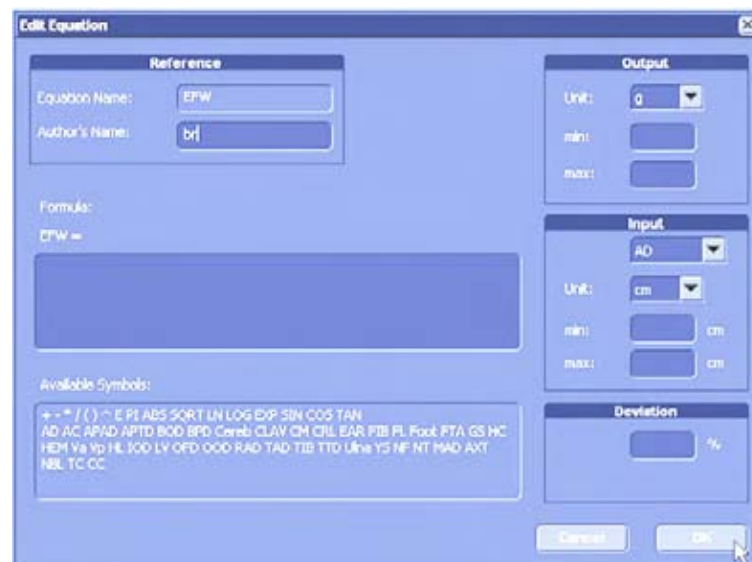 Edit Equation
Reference
Equation Name: EFW
Author's Name: br
Formula:
EFW =
Available Symbols:
+ - * / ( ) ^ E PI ABS SQRT LN LOG EXP SIN COS TAN
AD AC APAD APTD BOD BPD Cereb CLAV CM CRL EAR FIB FL Foot FTA GS HC
HEM Va Vp HL IOD LV OFD OOD RAD TAD TIB TTD Ulna YS NF NT MAD AXT
NBL TC CC
Output
Unit: g
min:
max:
Input
AD
Unit: cm
min: cm
max: cm
Deviation
%
Cancel OK